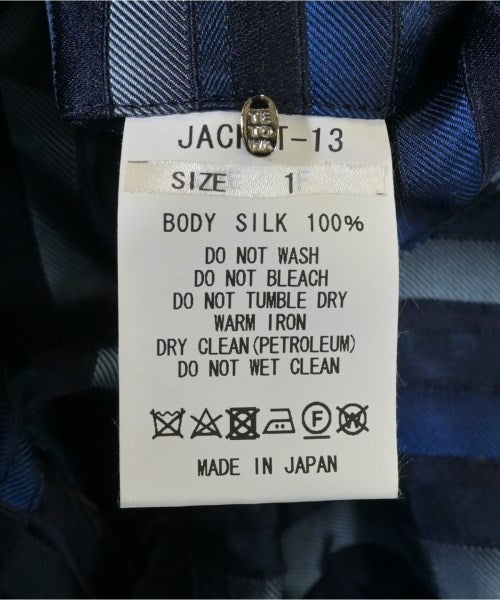 JACK T-13
SIZE 1
BODY SILK 100%
DO NOT WASH
DO NOT BLEACH
DO NOT TUMBLE DRY
WARM IRON
DRY CLEAN(PETROLEUM)
DO NOT WET CLEAN
F W
MADE IN JAPAN